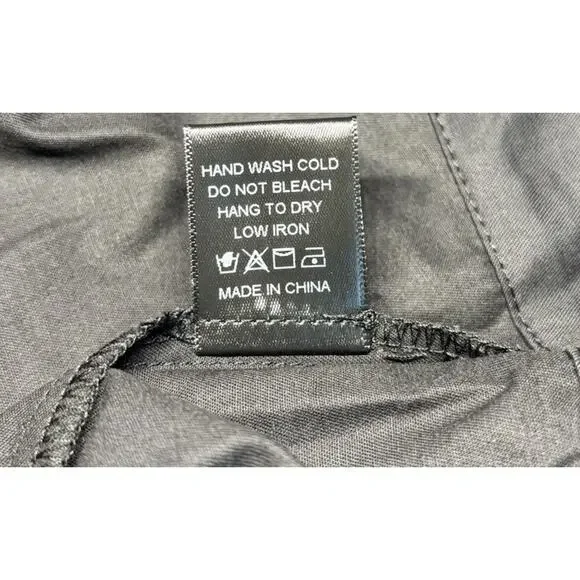 HAND WASH COLD
DO NOT BLEACH
HANG TO DRY
LOW IRON
MADE IN CHINA